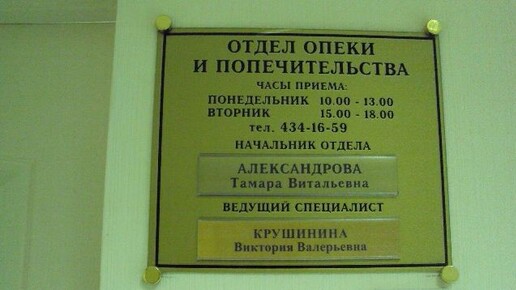 ОТДЕЛ ОПЕКИ
И ПОПЕЧИТЕЛЬСТВА
ЧАСЫ ПРИЕМА:
ПОНЕДЕЛЬНИК 10.00 - 13.00
ВТОРНИК 15.00 - 18.00
тел. 434-16-59
НАЧАЛЬНИК ОТДЕЛА
АЛЕКСАНДРОВА
Тамара Витальевна
ВЕДУЩИЙ СПЕЦИАЛИСТ
КРУШИНИНА
Виктория Валерьевна